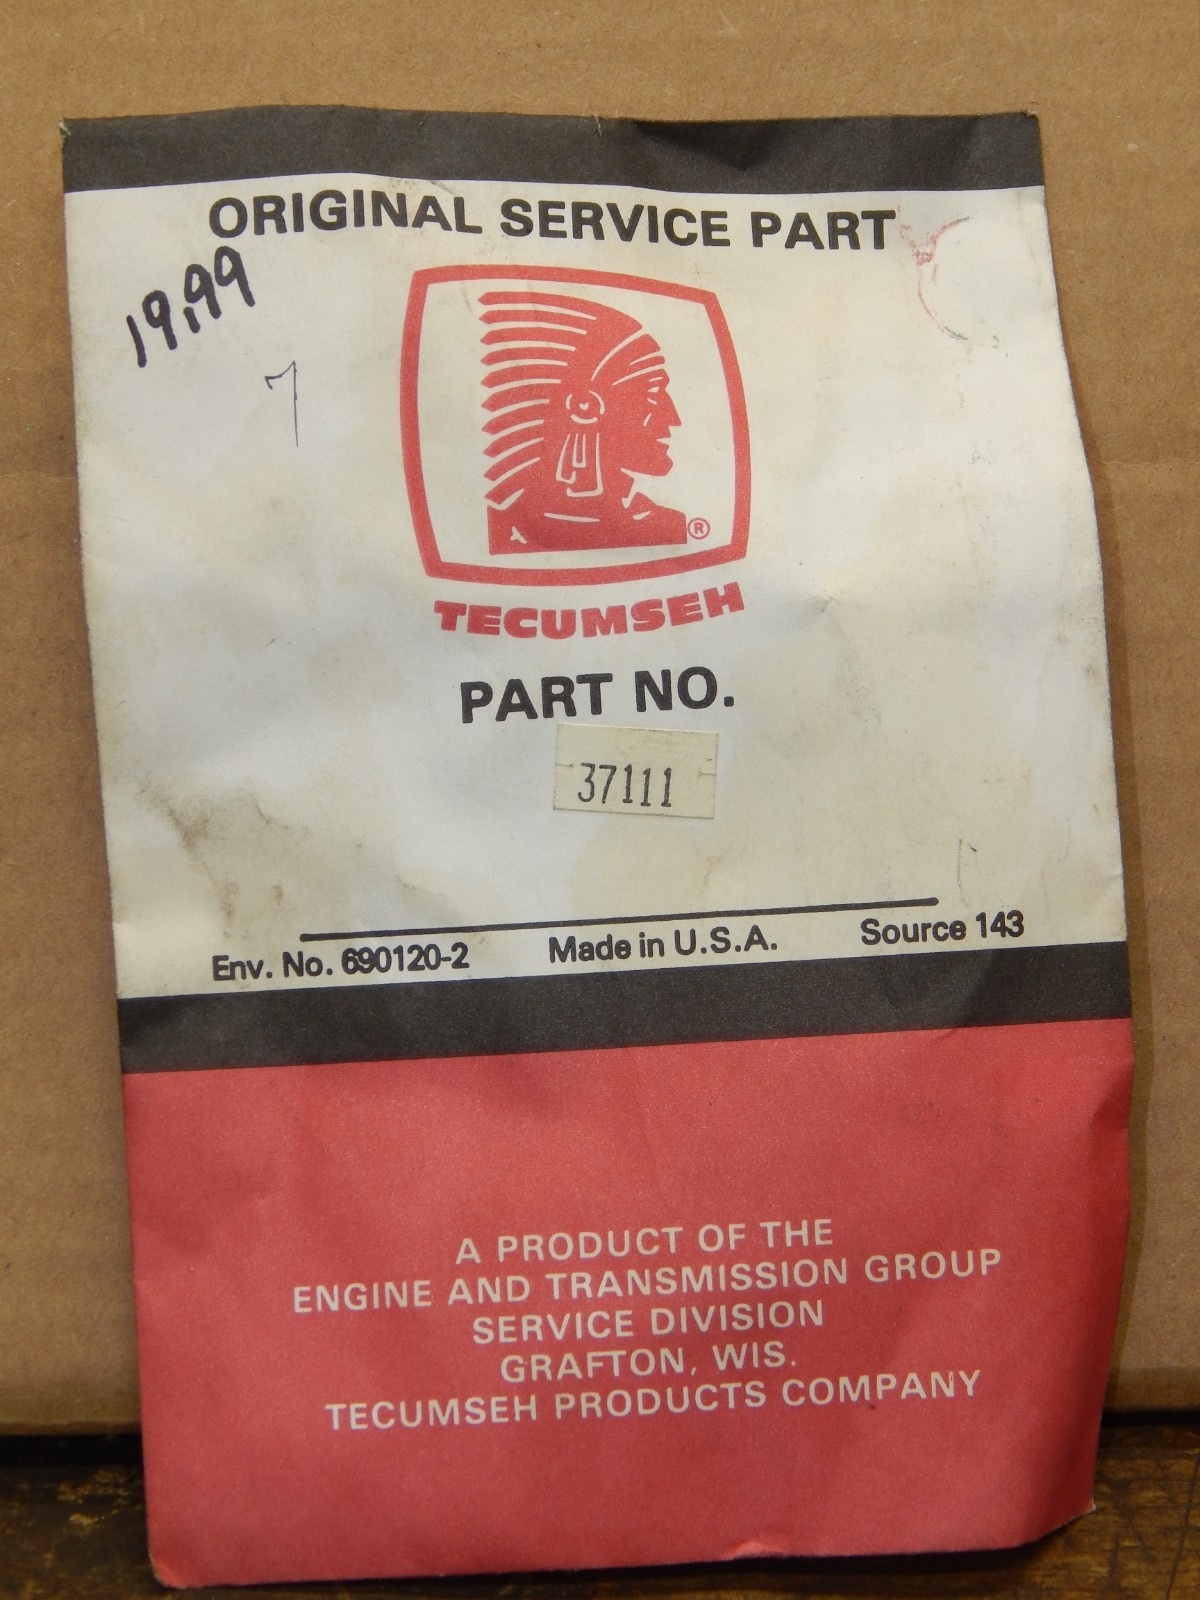 ORIGINAL SERVICE PART
19.99
7
®
TECUMSEH
PART NO.
37111
Env. No. 690120-2 Made in U.S.A. Source 143
A PRODUCT OF THE
ENGINE AND TRANSMISSION GROUP
SERVICE DIVISION
GRAFTON, WIS.
TECUMSEH PRODUCTS COMPANY